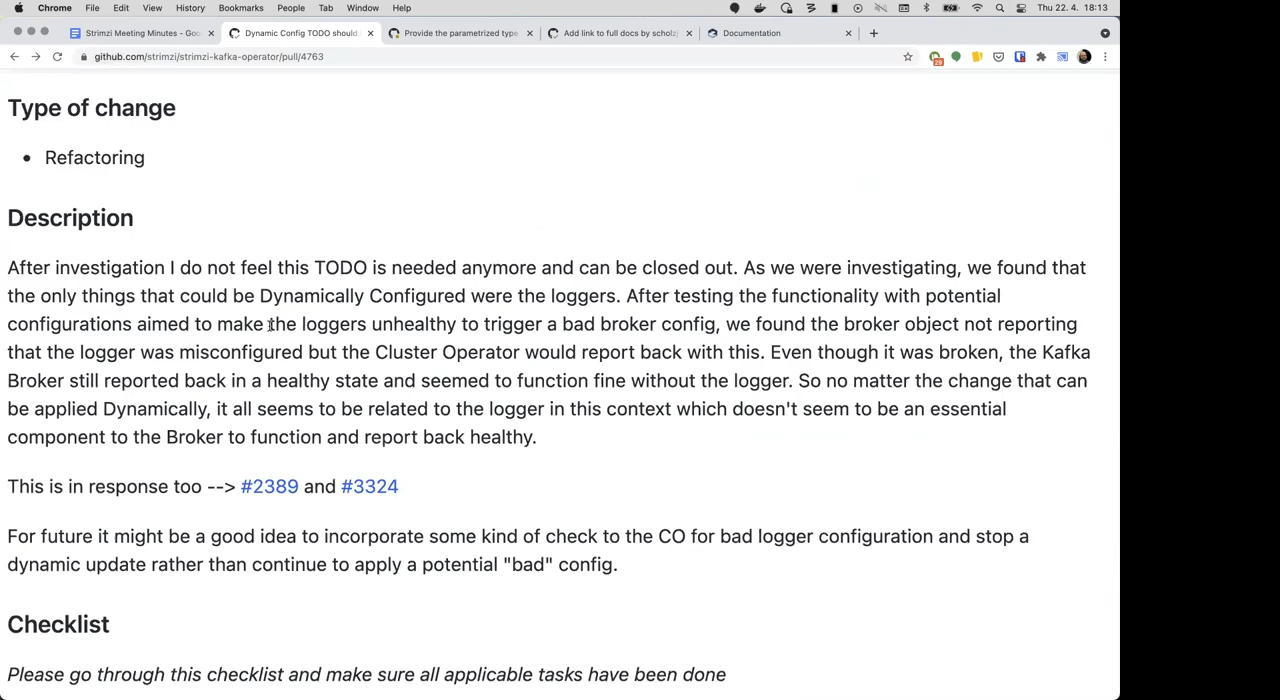 Chrome File Edit View History Bookmarks People Tab Window Help Thu 22. 4. 18:13
Strimzi Meeting Minutes - Goo Dynamic Config TODO should Provide the parametrized type Add link to full docs by scholzj Documentation
github.com/strimzi/strimzi-kafka-operator/pull/4763
29
Type of change
• Refactoring
Description
After investigation I do not feel this TODO is needed anymore and can be closed out. As we were investigating, we found that
the only things that could be Dynamically Configured were the loggers. After testing the functionality with potential
configurations aimed to make the loggers unhealthy to trigger a bad broker config, we found the broker object not reporting
that the logger was misconfigured but the Cluster Operator would report back with this. Even though it was broken, the Kafka
Broker still reported back in a healthy state and seemed to function fine without the logger. So no matter the change that can
be applied Dynamically, it all seems to be related to the logger in this context which doesn't seem to be an essential
component to the Broker to function and report back healthy.
This is in response too --> #2389 and #3324
For future it might be a good idea to incorporate some kind of check to the CO for bad logger configuration and stop a
dynamic update rather than continue to apply a potential "bad" config.
Checklist
Please go through this checklist and make sure all applicable tasks have been done